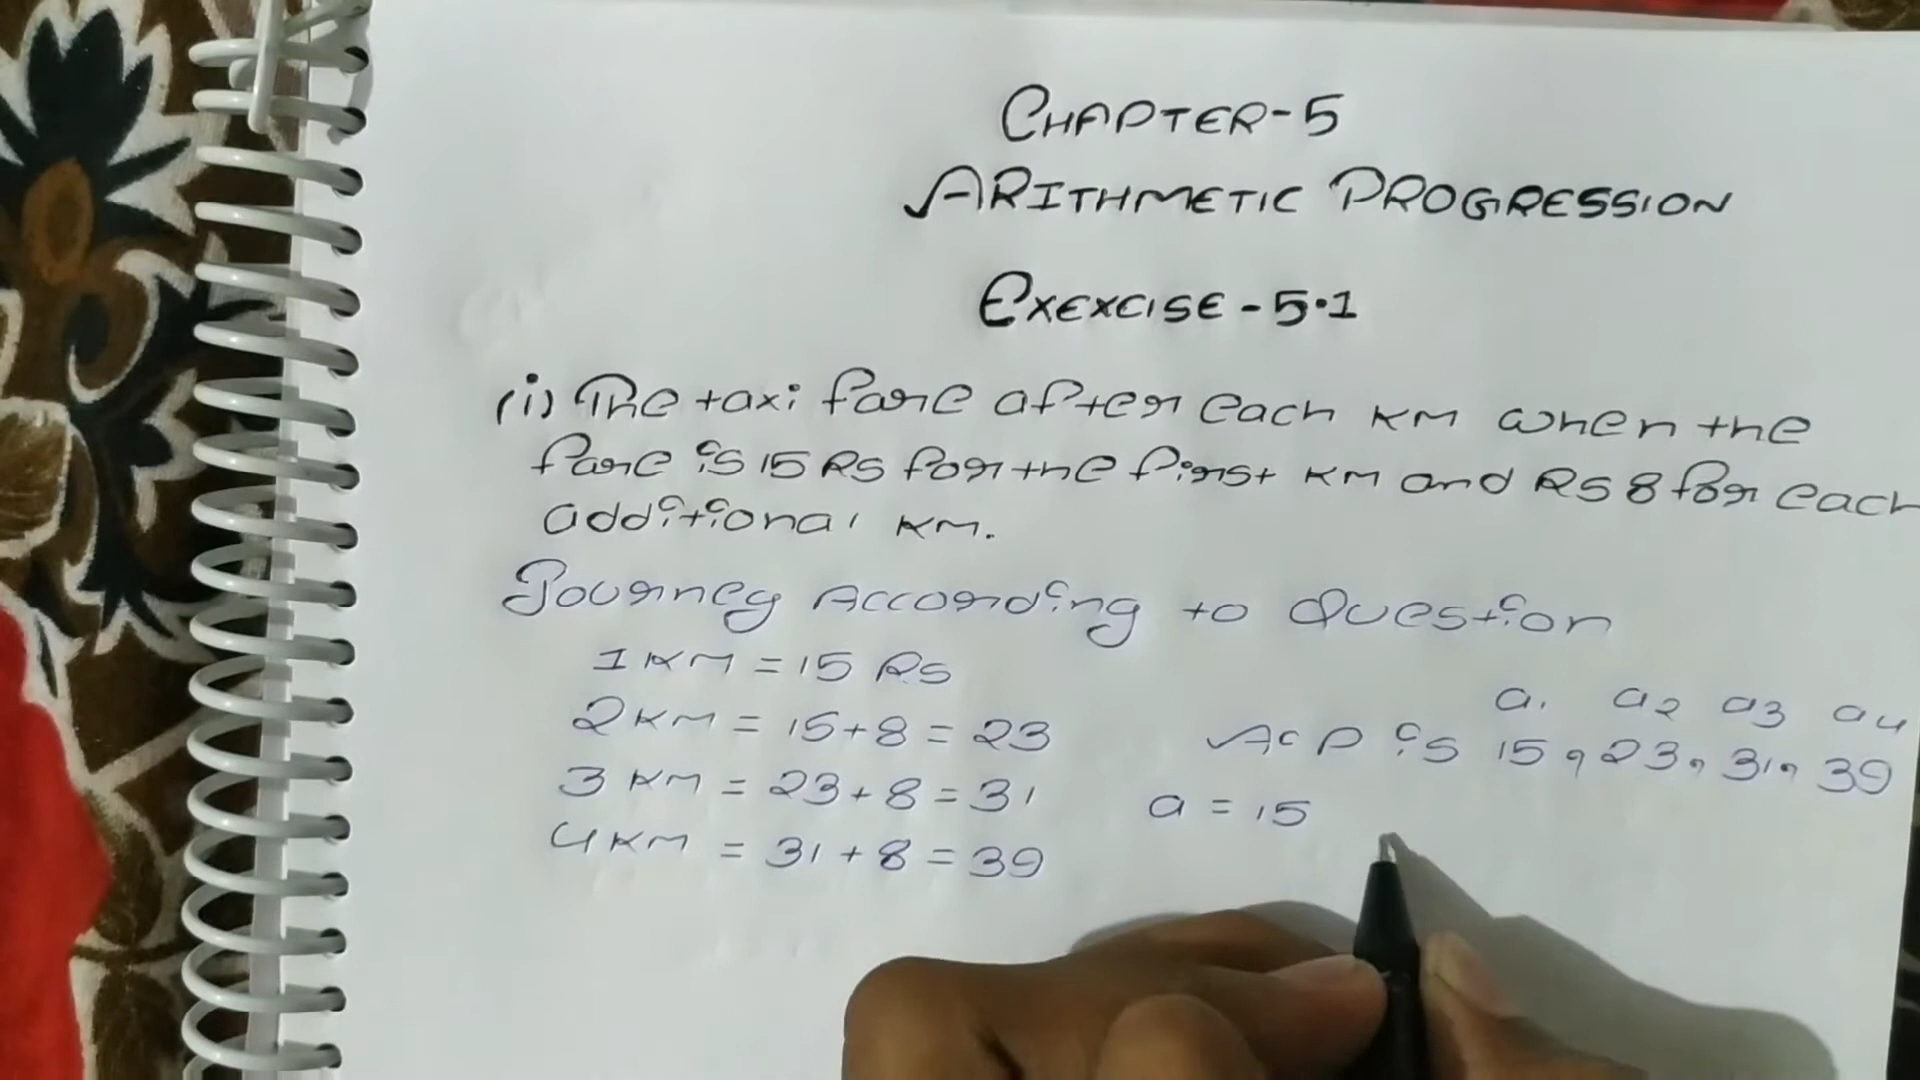 CHAPTER-5
ARITHMETIC PROGRESSION
EXEXCISE-5.1
(i) The taxi fare after each KM when the
fare is 15 Rs for the first KM and Rs 8 for each
additional KM.
Journey According to Question
1 KM = 15 Rs
2 KM = 15+8 = 23
3 KM = 23+8 = 31
4 KM = 31+8 = 39
a1 a2 a3 a4
A.P is 15, 23, 31, 39
a = 15